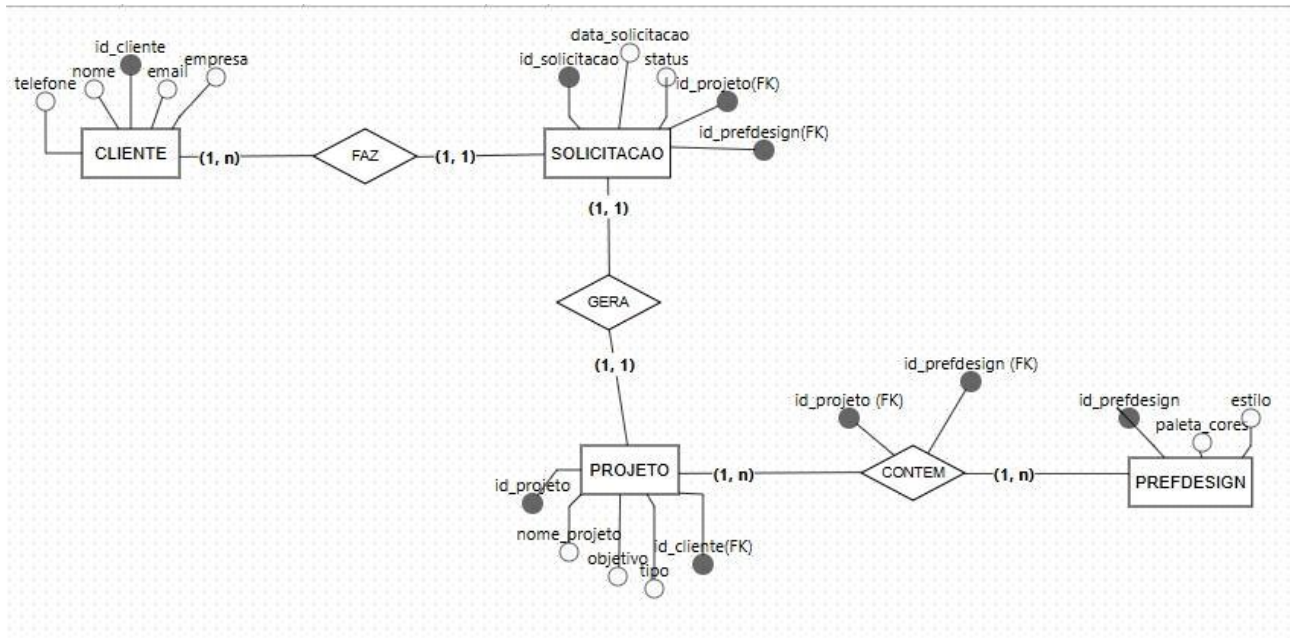 data_solicitacao
id_cliente
empresa
nome
email
telefone
id_solicitacao
status
id_projeto(FK)
id_prefdesign(FK)
CLIENTE
(1, n)
FAZ
(1, 1)
SOLICITACAO
(1, 1)
GERA
(1, 1)
id_prefdesign (FK)
id_projeto (FK)
id_prefdesign
estilo
paleta_cores
PROJETO
(1, n)
CONTEM
(1, n)
PREFDESIGN
id_projeto
nome_projeto
objetivo
tipo
id_cliente(FK)